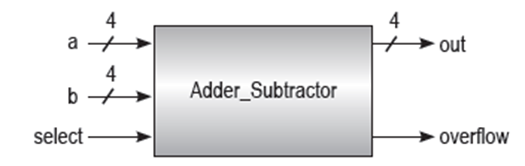 4 4
a out
4
b Adder_Subtractor
select overflow